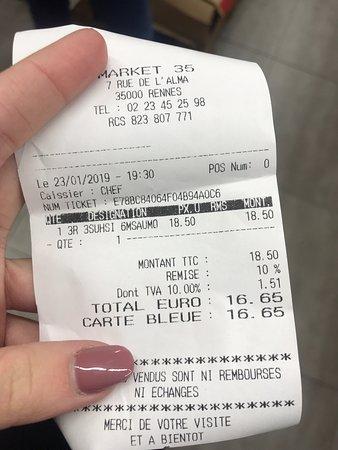 MARKET 35
7 RUE DE L'ALMA
35000 RENNES
TEL : 02 23 45 25 98
RCS 823 807 771
Le 23/01/2019 - 19:30 POS Num: 0
Caissier : CHEF
NUM TICKET : E78BC84064F04B94A0C6
QTE DESIGNATION PX.U RMS MONT.
1 3R 3SUHSI 6MSAUMO 18.50 18.50
- QTE : 1
MONTANT TTC : 18.50
REMISE : 10 %
Dont TVA 10.00% : 1.51
TOTAL EURO : 16.65
CARTE BLEUE : 16.65
VENDUS SONT NI REMBOURSES
NI ECHANGES
MERCI DE VOTRE VISITE
ET A BIENTOT